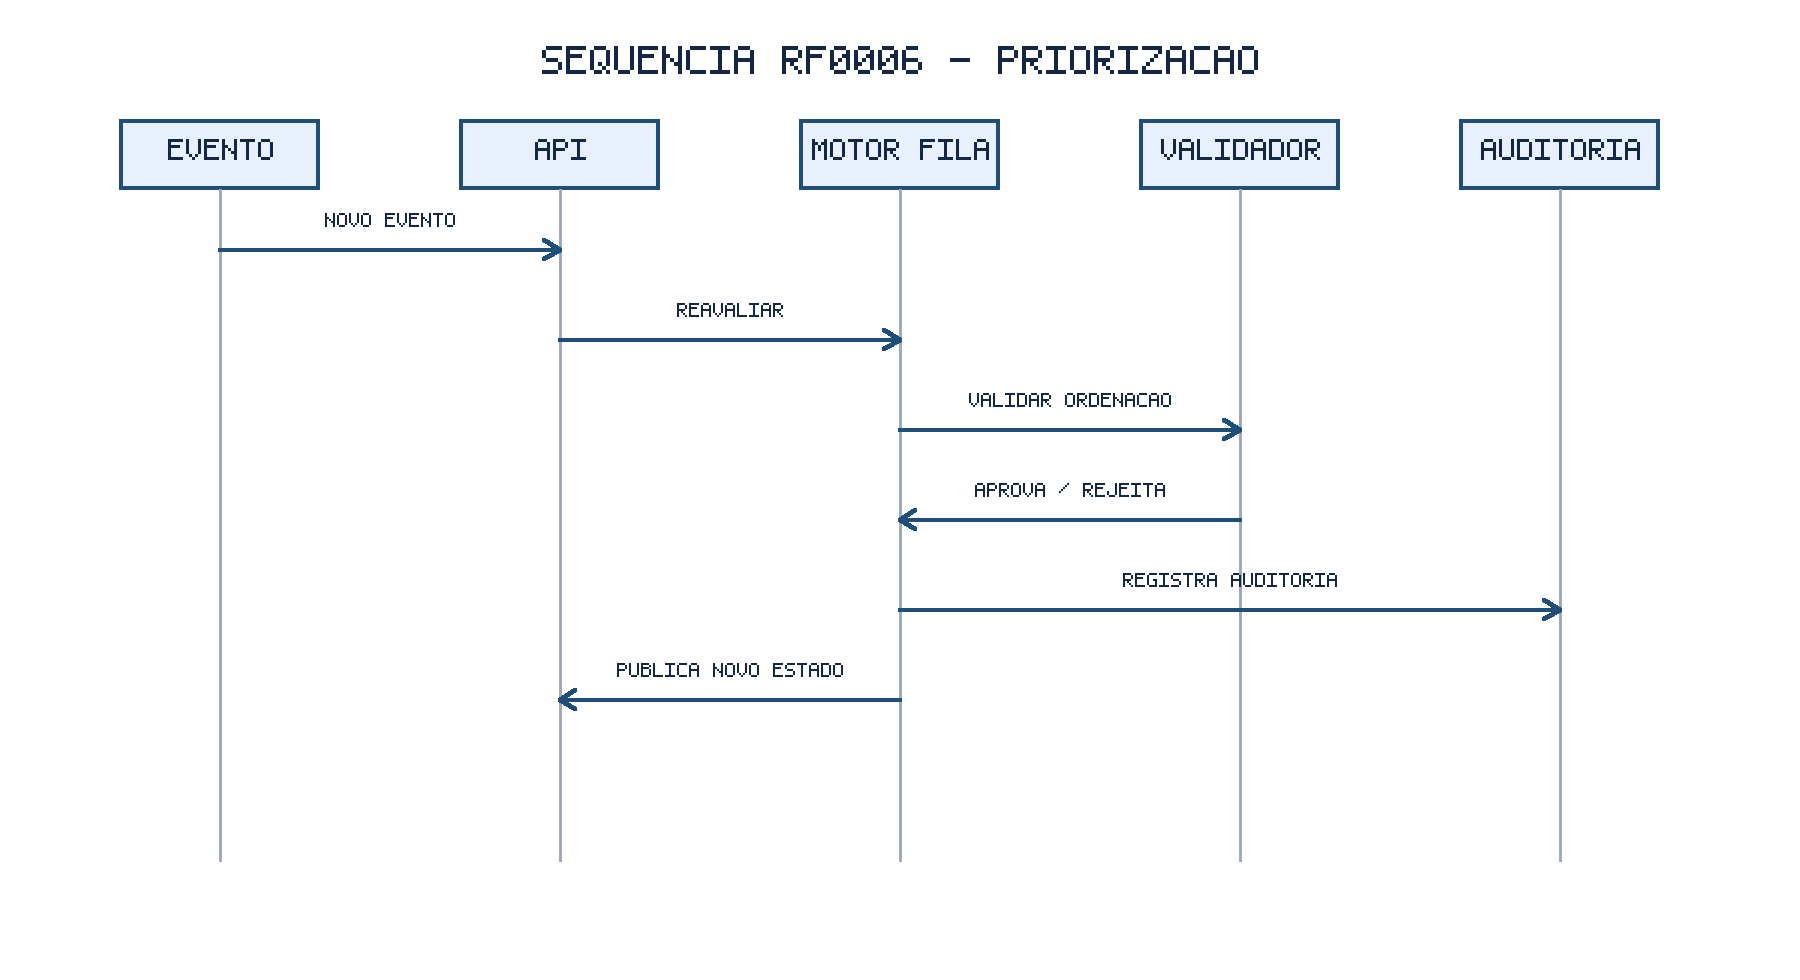 SEQUENCIA RF0006 - PRIORIZACAO
EVENTO
API
MOTOR FILA
VALIDADOR
AUDITORIA
NOVO EVENTO
REAVALIAR
VALIDAR ORDENACAO
APROVA / REJEITA
REGISTRA AUDITORIA
PUBLICA NOVO ESTADO